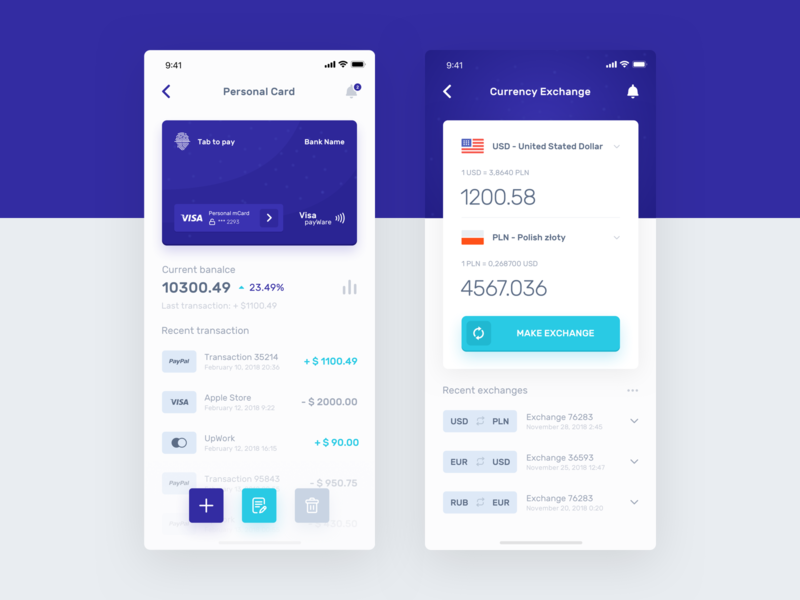 9:41
Personal Card
2
Tab to pay
Bank Name
VISA
Personal mCard
*** 2293
Visa
payWare
Current banalce
10300.49
23.49%
Last transaction: + $1100.49
Recent transaction
PayPal
Transaction 35214
February 10, 2018 20:36
+ $ 1100.49
VISA
Apple Store
February 12, 2018 9:22
- $ 2000.00
UpWork
February 12, 2018 16:15
+ $ 90.00
PayPal
Transaction 95843
- $ 950.75
9:41
Currency Exchange
USD - United Stated Dollar
1 USD = 3,8640 PLN
1200.58
PLN - Polish złoty
1 PLN = 0,268700 USD
4567.036
MAKE EXCHANGE
Recent exchanges
USD PLN
Exchange 76283
November 28, 2018 2:45
EUR USD
Exchange 36593
November 25, 2018 12:47
RUB EUR
Exchange 76283
November 20, 2018 0:20